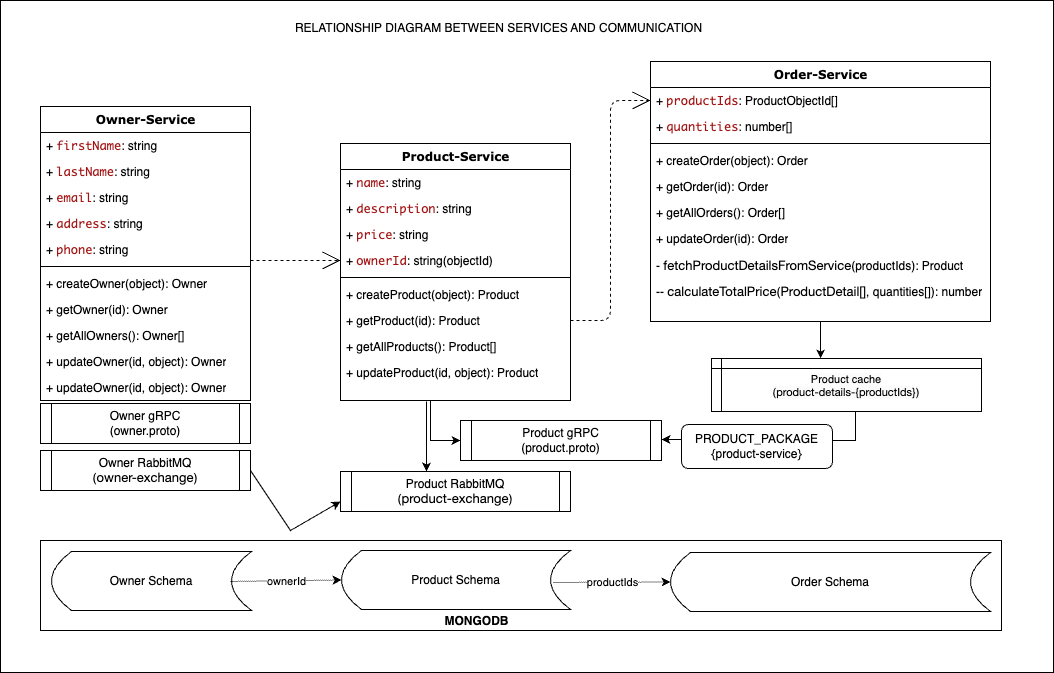 RELATIONSHIP DIAGRAM BETWEEN SERVICES AND COMMUNICATION
Owner-Service
+ firstName: string
+ lastName: string
+ email: string
+ address: string
+ phone: string
+ createOwner(object): Owner
+ getOwner(id): Owner
+ getAllOwners(): Owner[]
+ updateOwner(id, object): Owner
+ updateOwner(id, object): Owner
Owner gRPC
(owner.proto)
Owner RabbitMQ
(owner-exchange)
Product-Service
+ name: string
+ description: string
+ price: string
+ ownerId: string(objectId)
+ createProduct(object): Product
+ getProduct(id): Product
+ getAllProducts(): Product[]
+ updateProduct(id, object): Product
Product gRPC
(product.proto)
Product RabbitMQ
(product-exchange)
Order-Service
+ productIds: ProductObjectId[]
+ quantities: number[]
+ createOrder(object): Order
+ getOrder(id): Order
+ getAllOrders(): Order[]
+ updateOrder(id): Order
- fetchProductDetailsFromService(productIds): Product
-- calculateTotalPrice(ProductDetail[], quantities[]): number
Product cache
(product-details-{productIds})
PRODUCT_PACKAGE
{product-service}
Owner Schema
ownerId
Product Schema
productIds
Order Schema
MONGODB